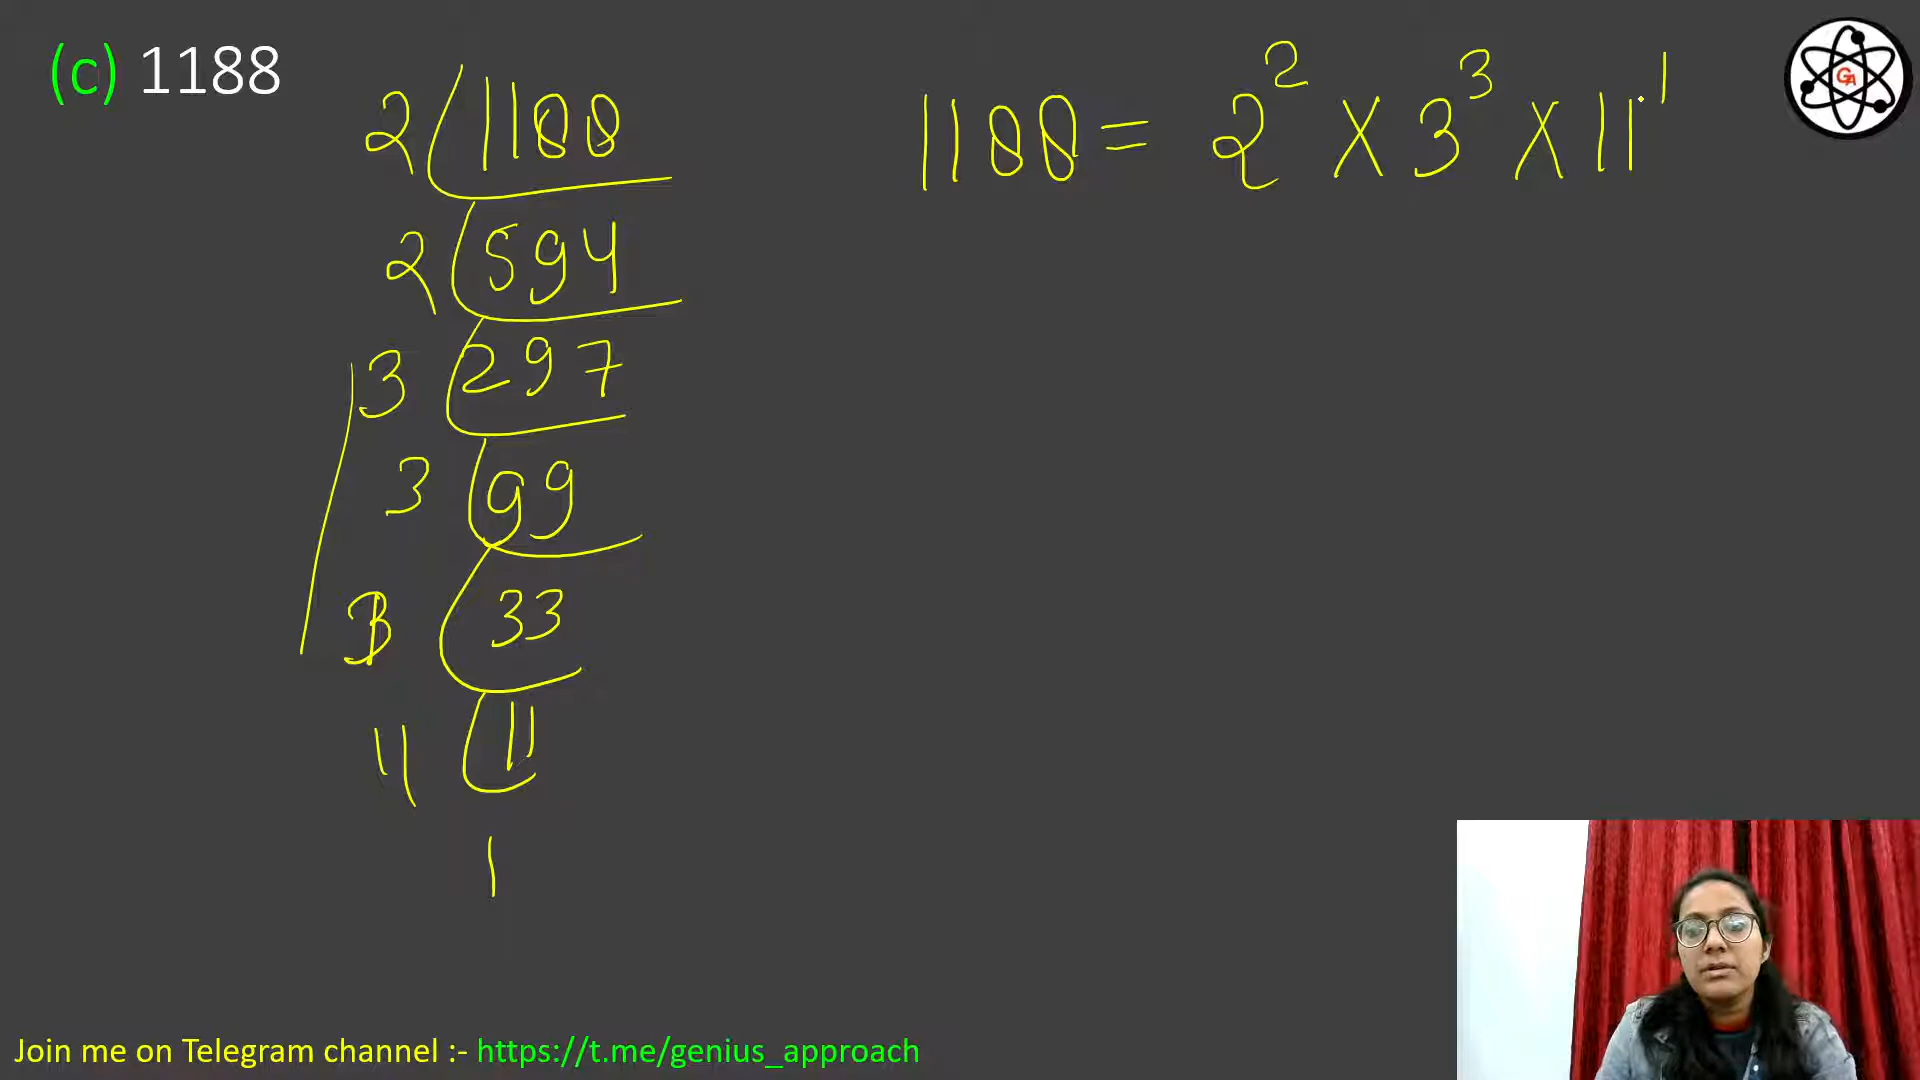 (c) 1188
2 1188
2 594
3 297
3 99
3 33
11 11
1
1188 = 2² × 3³ × 11¹
GA
Join me on Telegram channel :- https://t.me/genius_approach